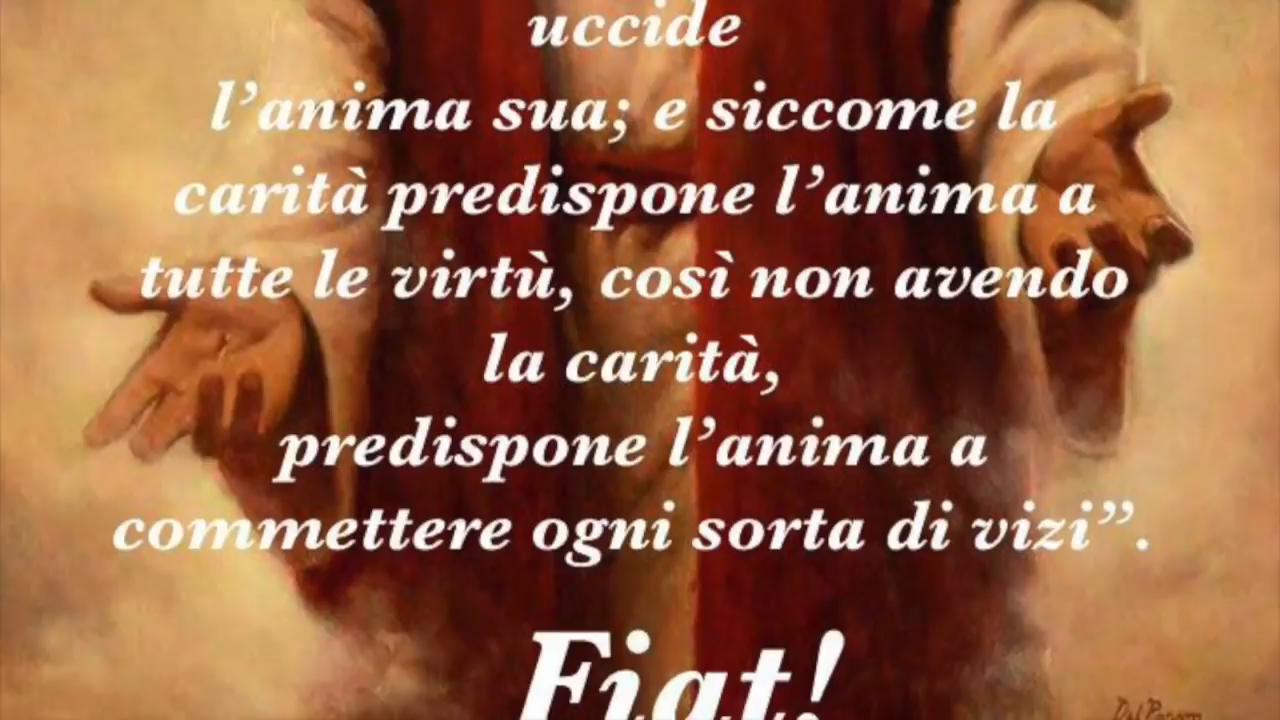 uccide
l’anima sua; e siccome la
carità predispone l’anima a
tutte le virtù, così non avendo
la carità,
predispone l’anima a
commettere ogni sorta di vizi”.
Fiat!